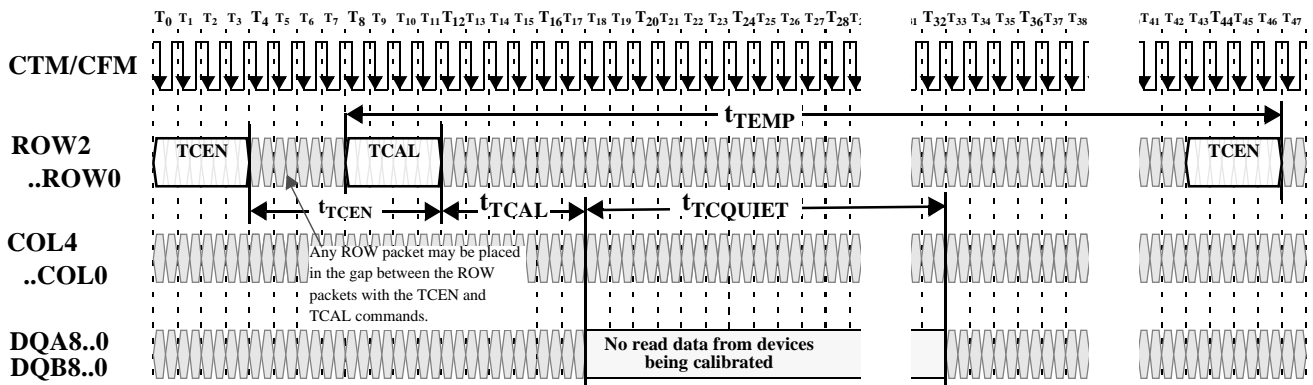 T0 T1 T2 T3 T4 T5 T6 T7 T8 T9 T10 T11 T12 T13 T14 T15 T16 T17 T18 T19 T20 T21 T22 T23 T24 T25 T26 T27 T28 T31 T32 T33 T34 T35 T36 T37 T38 T41 T42 T43 T44 T45 T46 T47
CTM/CFM
tTEMP
ROW2
..ROW0
TCEN
TCAL
TCEN
tTCEN
tTCAL
tTCQUIET
COL4
..COL0
Any ROW packet may be placed
in the gap between the ROW
packets with the TCEN and
TCAL commands.
DQA8..0
DQB8..0
No read data from devices
being calibrated